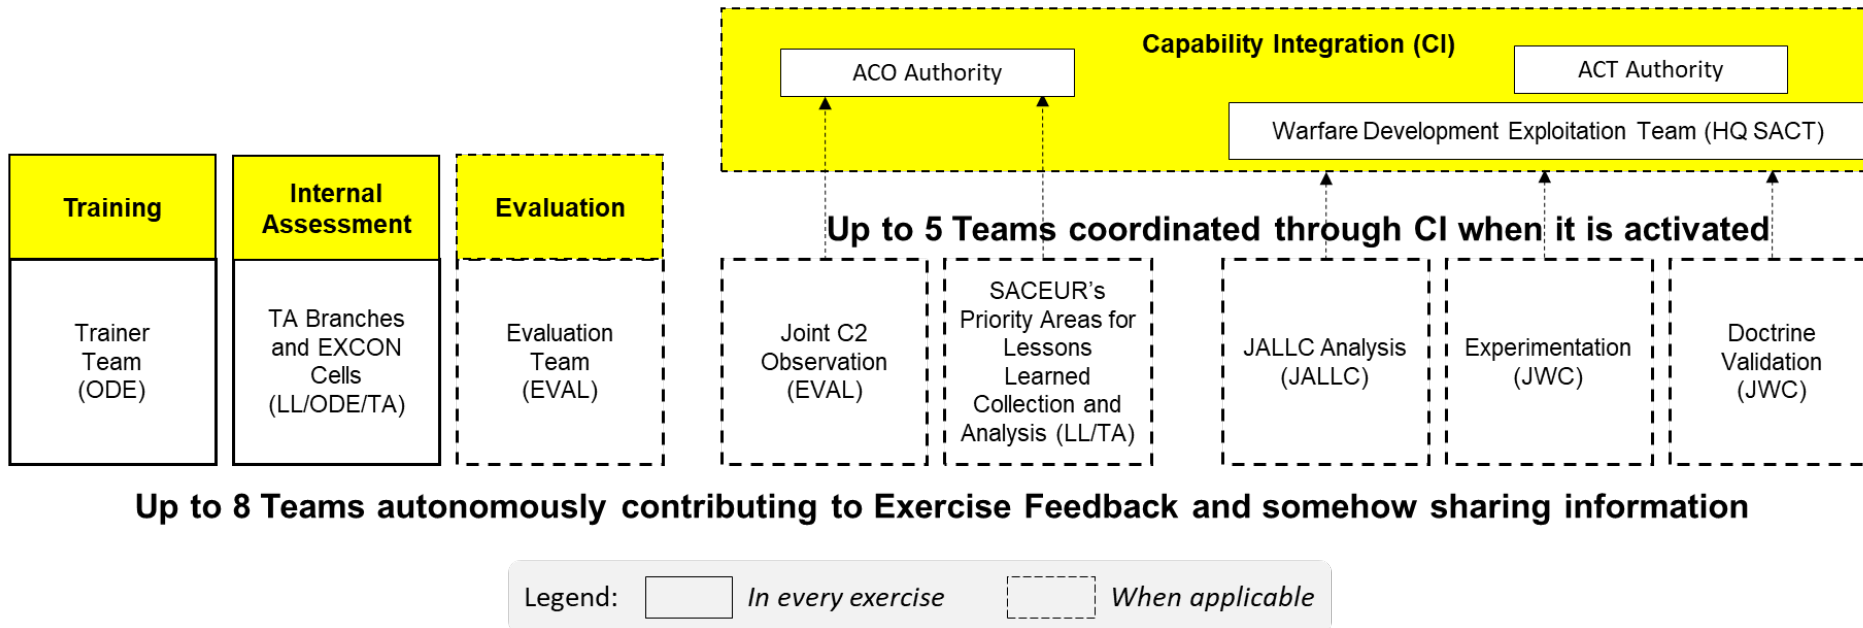 Capability Integration (CI)
ACO Authority
ACT Authority
Warfare Development Exploitation Team (HQ SACT)
Training
Internal
Assessment
Evaluation
Up to 5 Teams coordinated through CI when it is activated
Trainer
Team
(ODE)
TA Branches
and EXCON
Cells
(LL/ODE/TA)
Evaluation
Team
(EVAL)
Joint C2
Observation
(EVAL)
SACEUR’s
Priority Areas for
Lessons
Learned
Collection and
Analysis (LL/TA)
JALLC Analysis
(JALLC)
Experimentation
(JWC)
Doctrine
Validation
(JWC)
Up to 8 Teams autonomously contributing to Exercise Feedback and somehow sharing information
Legend:
In every exercise
When applicable